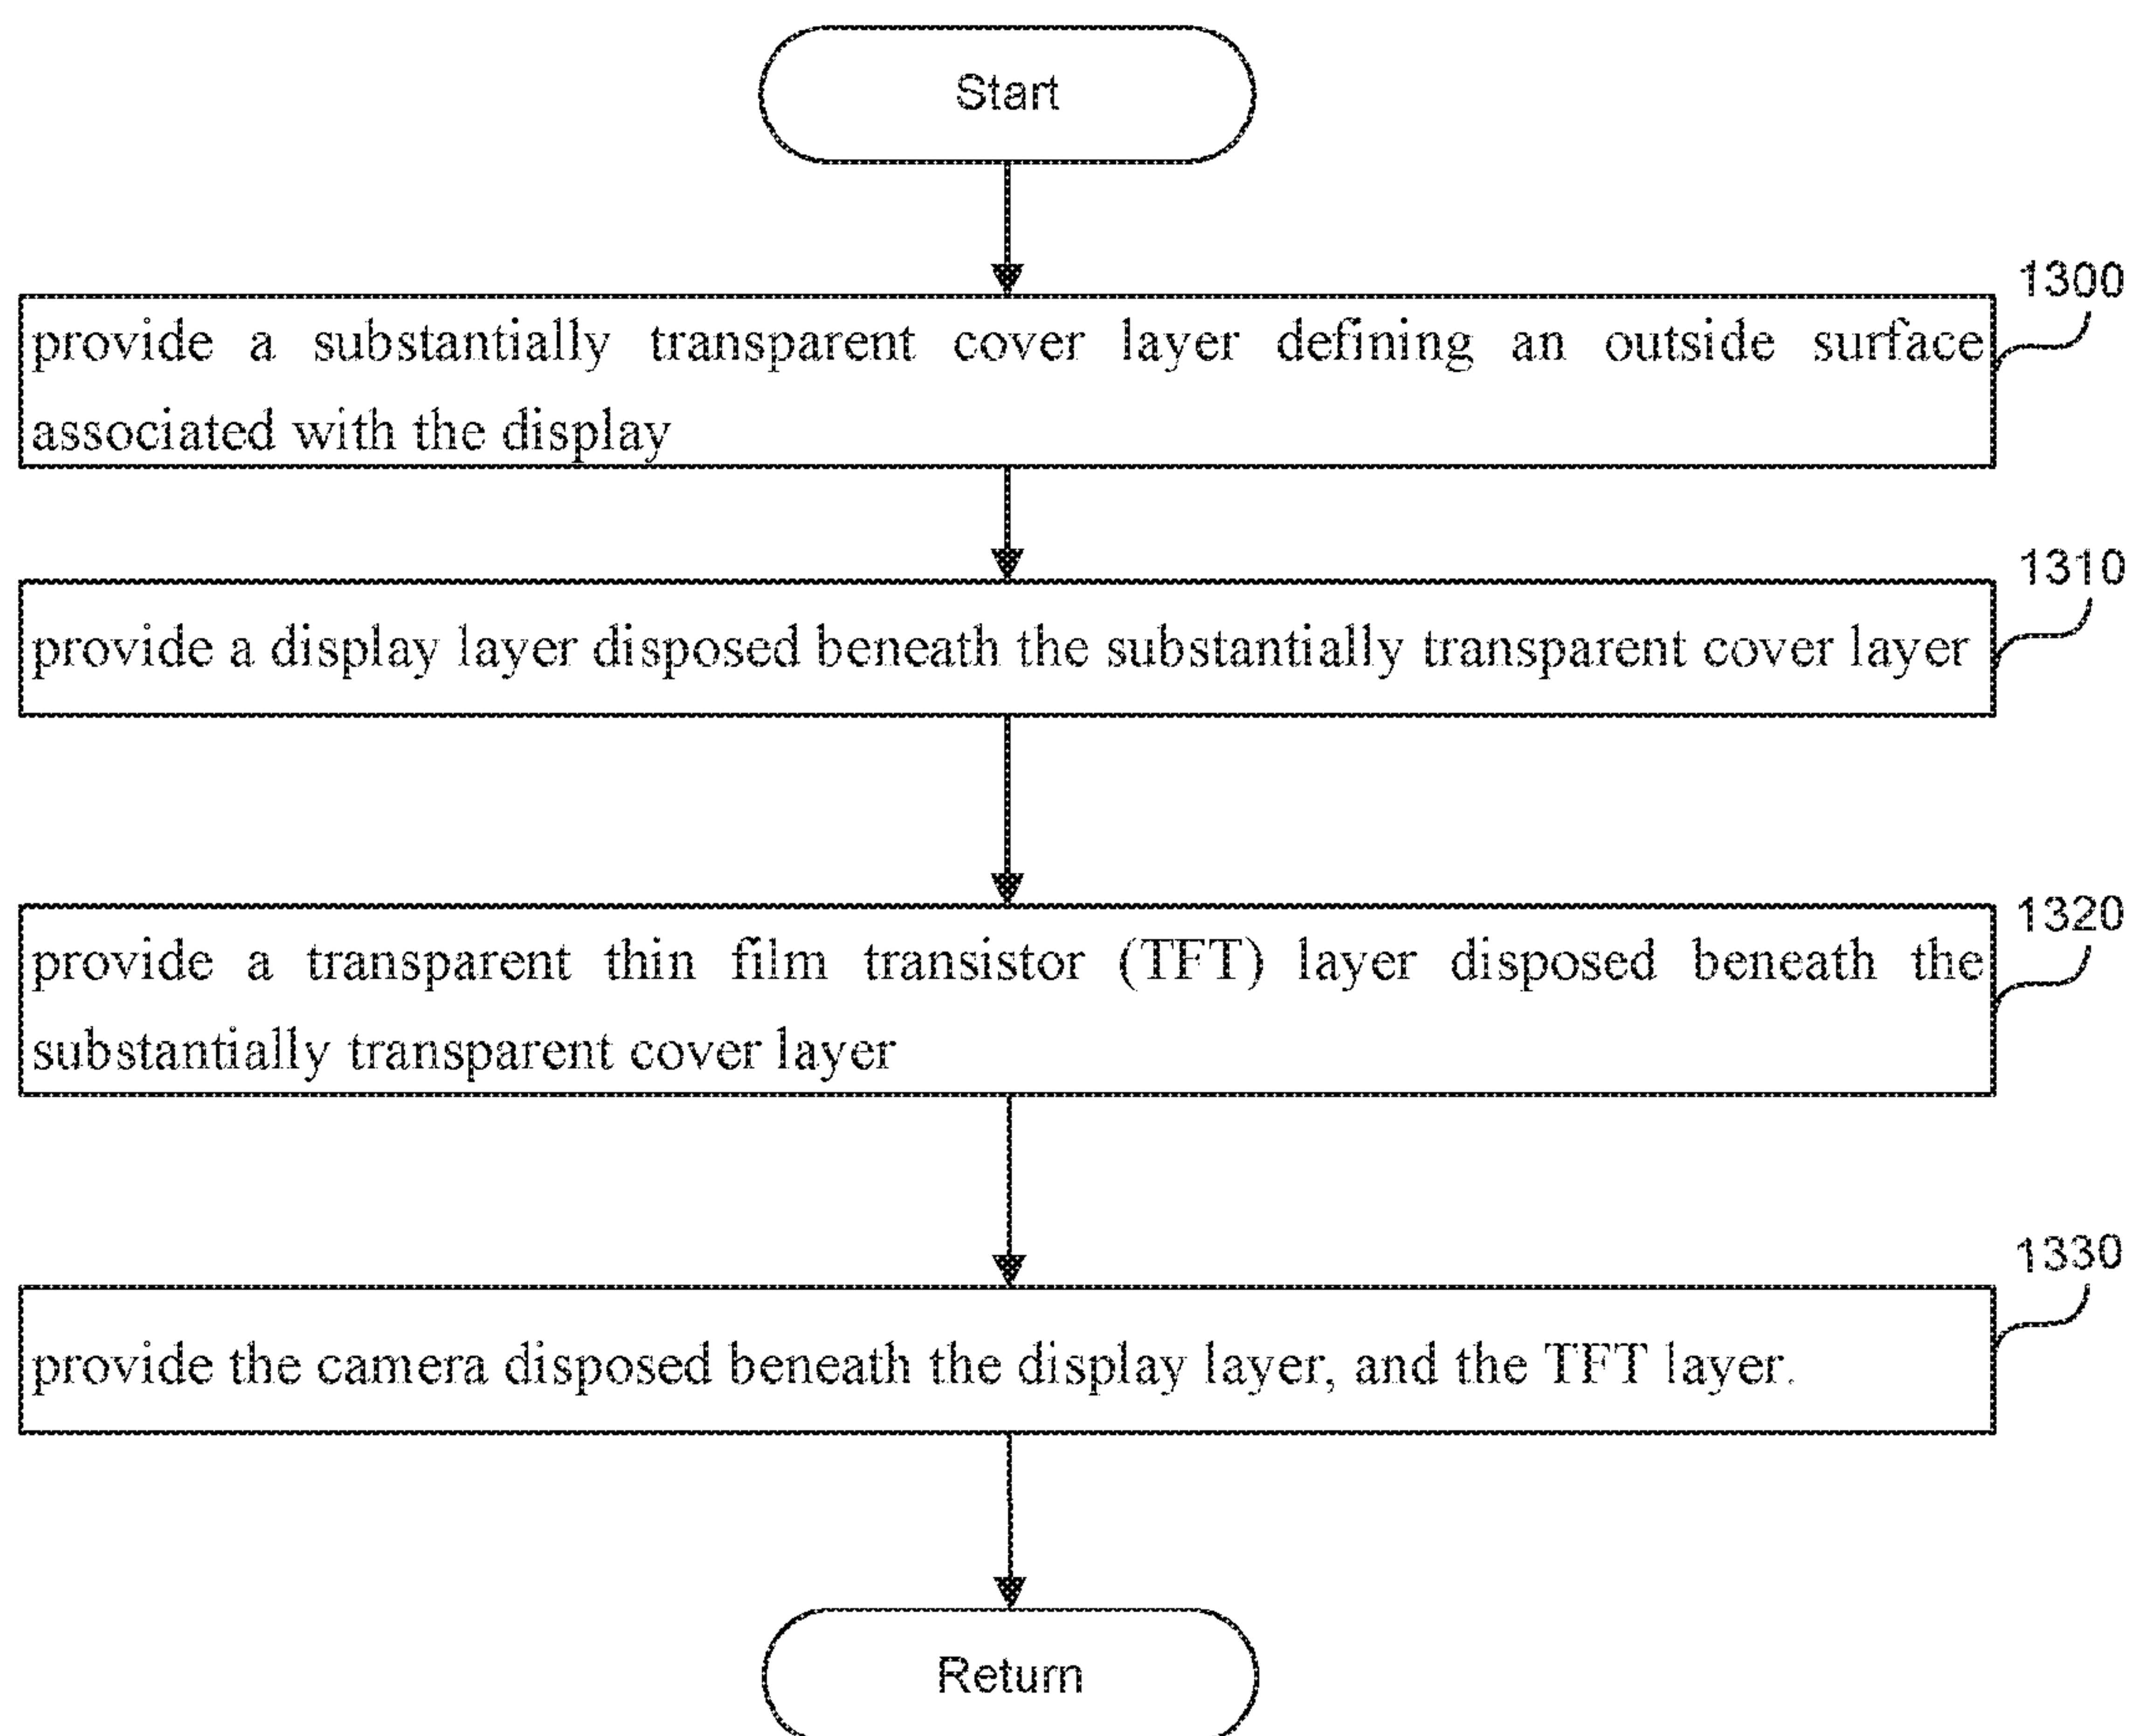 Start
1300
provide a substantially transparent cover layer defining an outside surface
associated with the display
1310
provide a display layer disposed beneath the substantially transparent cover layer
1320
provide a transparent thin film transistor (TFT) layer disposed beneath the
substantially transparent cover layer
1330
provide the camera disposed beneath the display layer, and the TFT layer.
Return